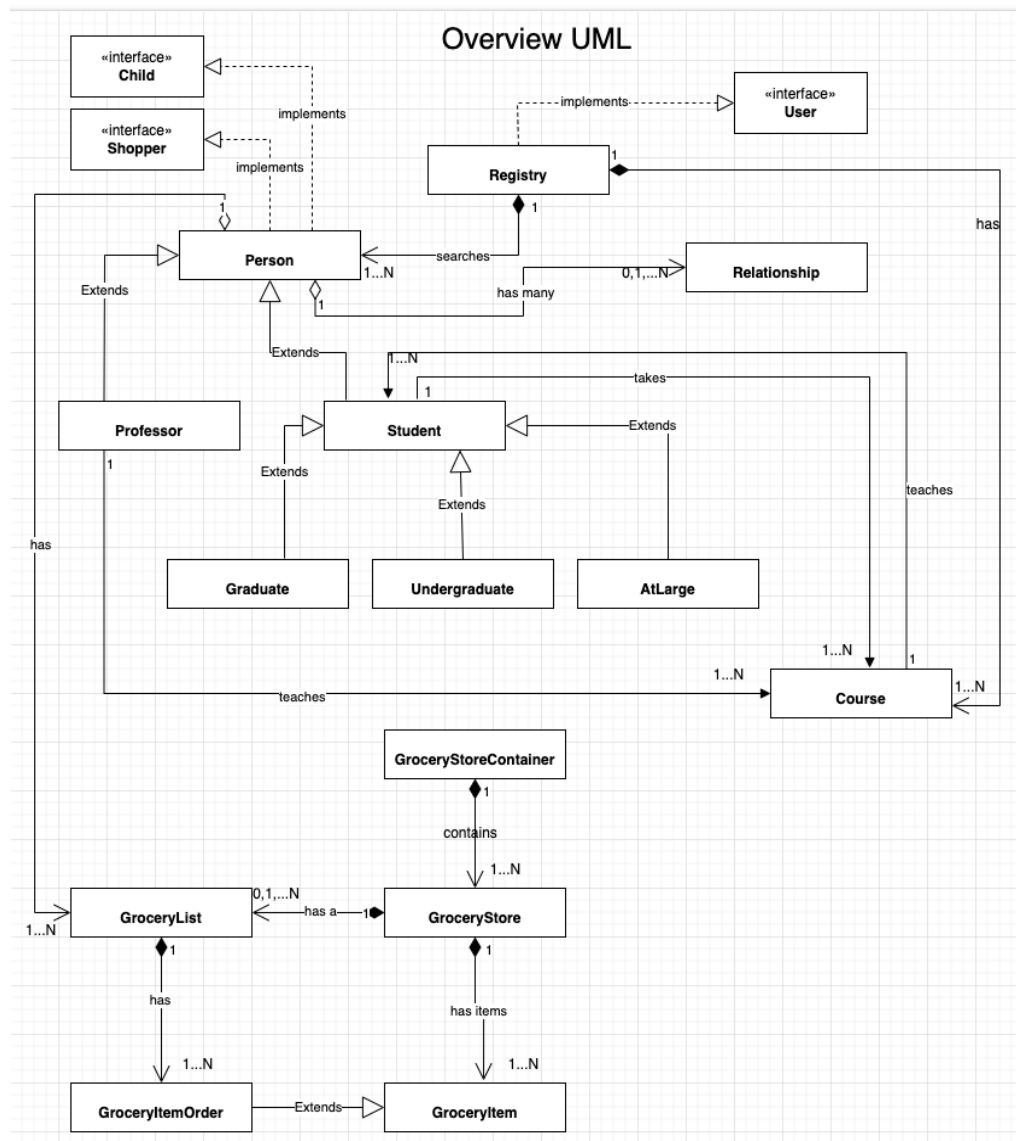 Overview UML
«interface»
Child
«interface»
User
implements
implements
«interface»
Shopper
implements
1
Registry
1
1
has
Person
searches
1...N
Relationship
0,1,...N
has many
1
Extends
Extends
1...N
takes
1
Professor
Student
Extends
1
Extends
Extends
teaches
has
Graduate
Undergraduate
AtLarge
1...N
1
1...N
1...N
teaches
Course
GroceryStoreContainer
1
contains
1...N
0,1,...N
GroceryList
has a
1
GroceryStore
1...N
1
1
has
has items
1...N
1...N
GroceryItemOrder
Extends
GroceryItem